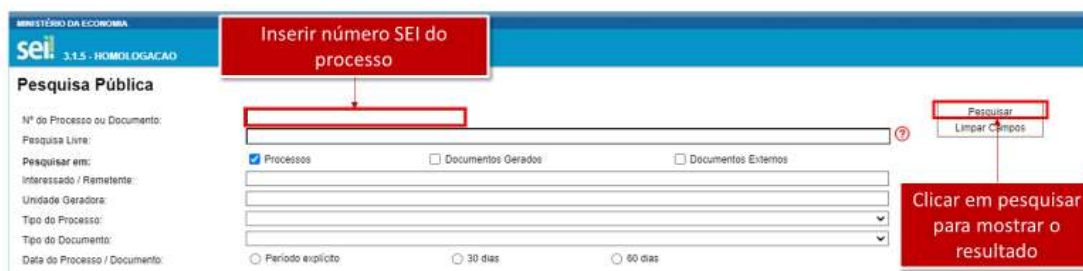 MINISTÉRIO DA ECONOMIA
sei! 3.1.5 - HOMOLOGACAO
Inserir número SEI do
processo
Pesquisa Pública
Nº do Processo ou Documento:
Pesquisar
Limpar Campos
Pesquisa Livre:
?
Pesquisar em:
Processos
Documentos Gerados
Documentos Externos
Interessado / Remetente:
Unidade Geradora:
Tipo do Processo:
Tipo do Documento:
Data do Processo / Documento:
Período explícito
30 dias
60 dias
Clicar em pesquisar
para mostrar o
resultado